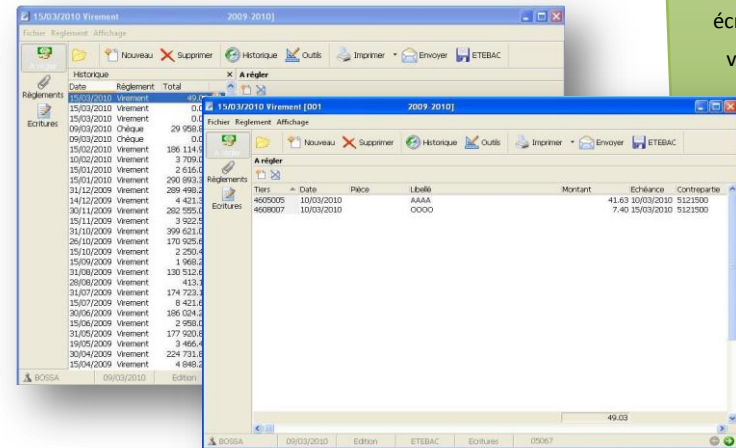 15/03/2010 Virement 2009-2010]
Fichier Règlement Affichage
Nouveau Supprimer Historique Outils Imprimer Envoyer ETEBAC
Historique × A régler
Date Règlement Total
Règlements
Ecritures
15/03/2010 Virement 49.0
15/03/2010 Virement 0.0
15/03/2010 Virement 0.0
09/03/2010 Chèque 29 958.8
09/03/2010 Chèque 0.0
15/02/2010 Virement 186 114.9
10/02/2010 Virement 3 709.0
15/01/2010 Virement 2 616.0
15/01/2010 Virement 290 893.3
31/12/2009 Virement 289 498.2
14/12/2009 Virement 4 421.3
30/11/2009 Virement 282 555.0
15/11/2009 Virement 3 922.5
31/10/2009 Virement 399 621.0
26/10/2009 Virement 170 925.6
15/10/2009 Virement 2 250.4
15/09/2009 Virement 1 968.2
31/08/2009 Virement 130 512.6
28/08/2009 Virement 413.1
31/07/2009 Virement 174 723.1
15/07/2009 Virement 8 421.6
30/06/2009 Virement 186 024.2
15/06/2009 Virement 2 958.0
31/05/2009 Virement 177 920.8
19/05/2009 Virement 3 466.4
30/04/2009 Virement 224 731.8
15/04/2009 Virement 4 848.2
BOSSA 09/03/2010 Edition
15/03/2010 Virement [001 2009-2010]
Fichier Règlement Affichage
Nouveau Supprimer Historique Outils Imprimer Envoyer ETEBAC
A régler
Règlements
Ecritures
Tiers Date Pièce Libellé Montant Echéance Contrepartie
4605005 10/03/2010 AAAA 41.63 10/03/2010 5121500
4608007 10/03/2010 OOOO 7.40 15/03/2010 5121500
49.03
BOSSA 09/03/2010 Edition ETEBAC Ecritures 05067
écr
v